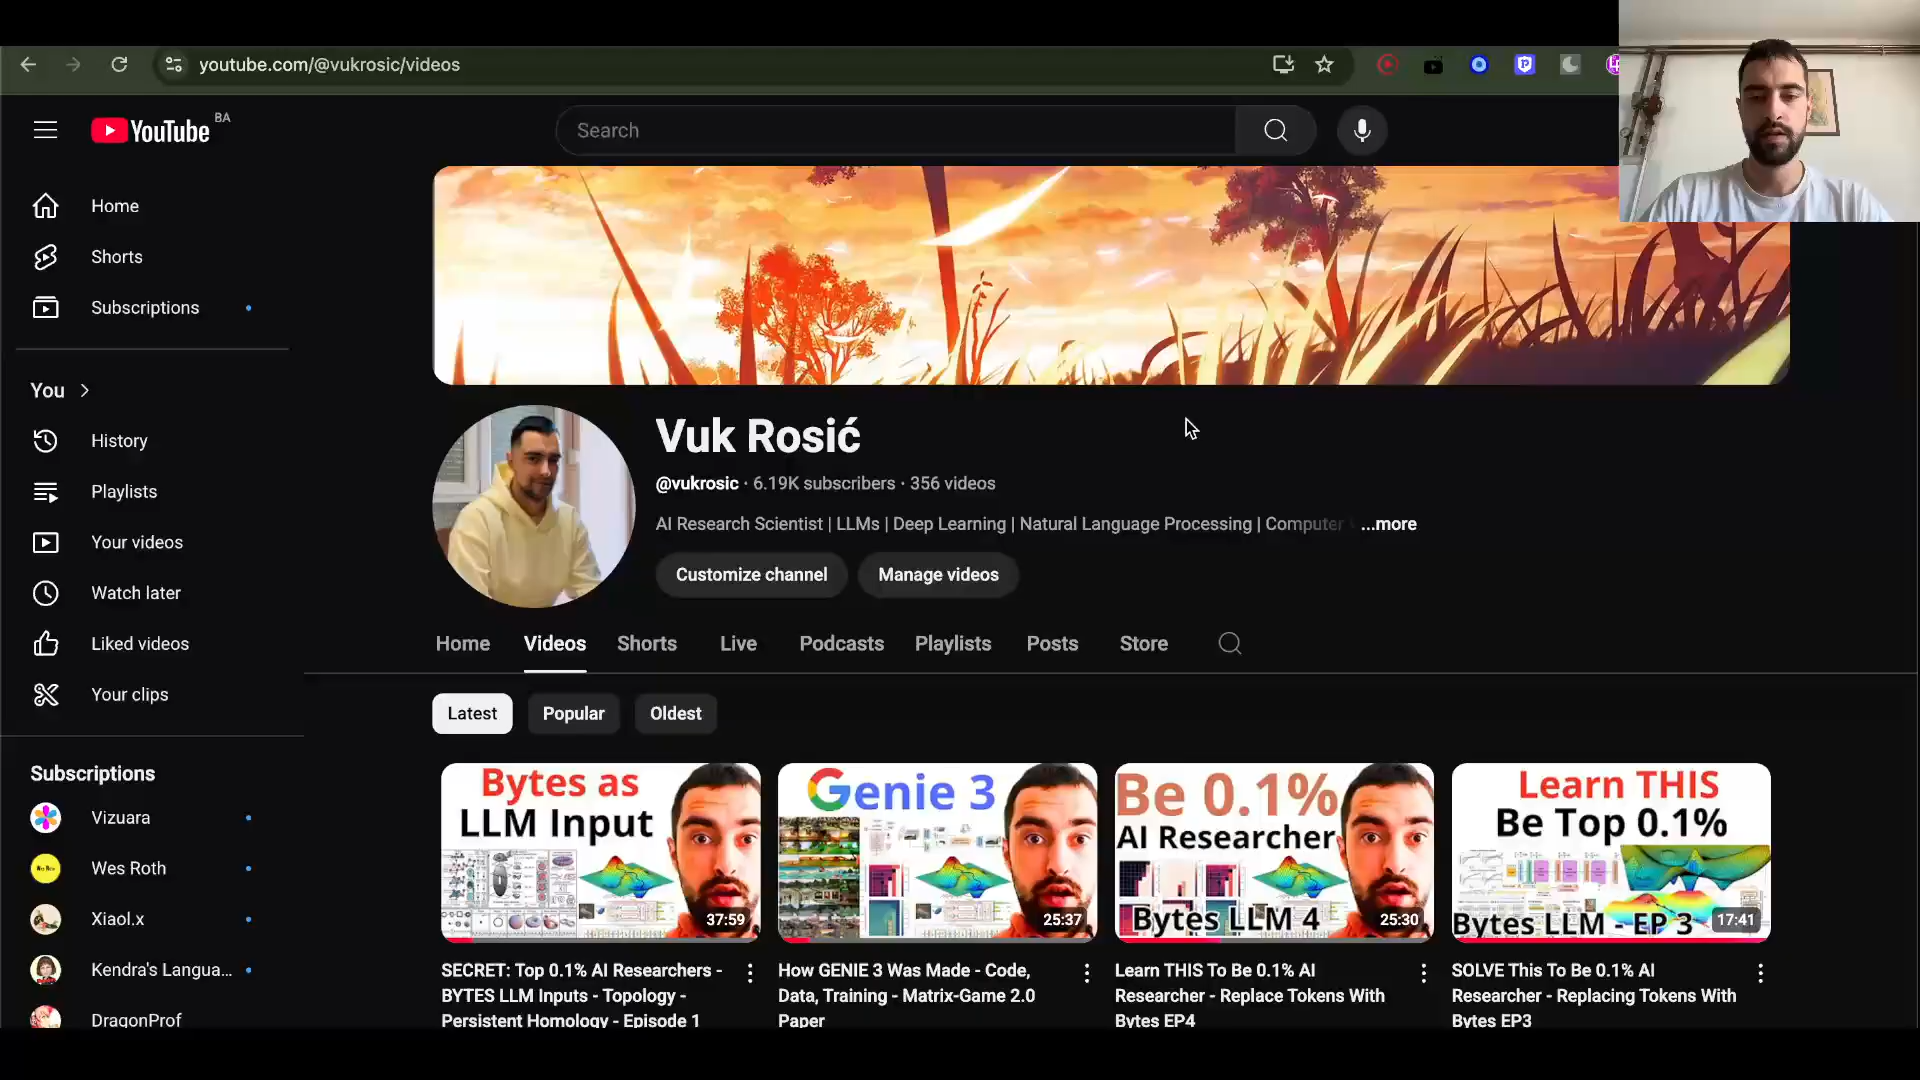 youtube.com/@vukrosic/videos
YouTube BA
Search
Home
Shorts
Subscriptions
You
History
Playlists
Your videos
Watch later
Liked videos
Your clips
Subscriptions
Vizuara
Wes Roth
Xiaol.x
Kendra's Langua...
DragonProf
Vuk Rosić
@vukrosic · 6.19K subscribers · 356 videos
AI Research Scientist | LLMs | Deep Learning | Natural Language Processing | Computer ...more
Customize channel
Manage videos
Home Videos Shorts Live Podcasts Playlists Posts Store
Latest Popular Oldest
Bytes as
LLM Input
37:59
SECRET: Top 0.1% AI Researchers -
BYTES LLM Inputs - Topology -
Persistent Homology - Episode 1
Genie 3
25:37
How GENIE 3 Was Made - Code,
Data, Training - Matrix-Game 2.0
Paper
Be 0.1%
AI Researcher
Bytes LLM 4
25:30
Learn THIS To Be 0.1% AI
Researcher - Replace Tokens With
Bytes EP4
Learn THIS
Be Top 0.1%
Bytes LLM - EP 3
17:41
SOLVE This To Be 0.1% AI
Researcher - Replacing Tokens With
Bytes EP3